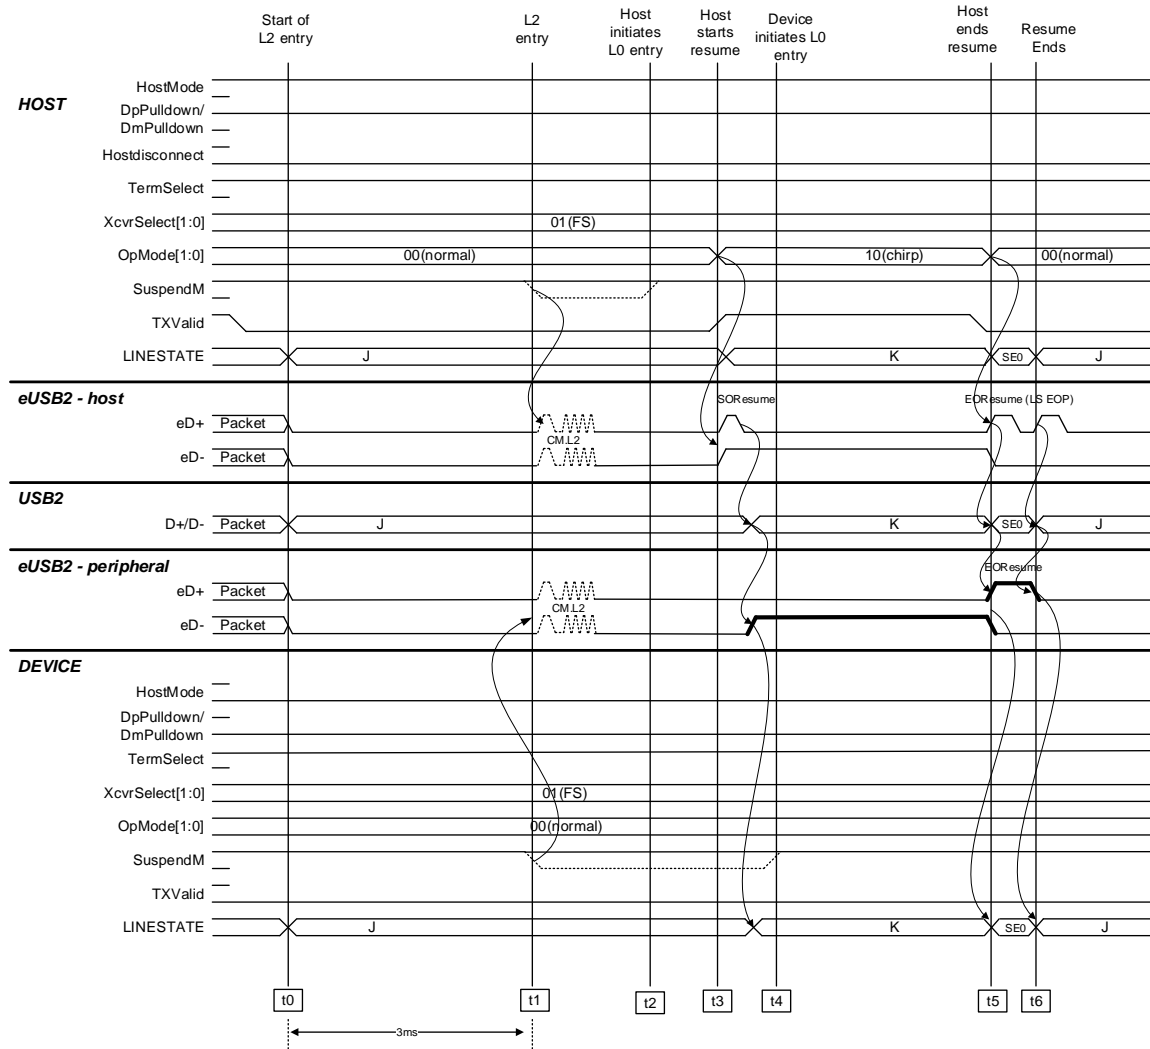 Start of
L2 entry
L2
entry
Host
initiates
L0 entry
Host
starts
resume
Device
initiates L0
entry
Host
ends
resume
Resume
Ends
HOST
HostMode
DpPulldown/
DmPulldown
Hostdisconnect
TermSelect
XcvrSelect[1:0] 01(FS)
OpMode[1:0] 00(normal) 10(chirp) 00(normal)
SuspendM
TXValid
LINESTATE J K SE0 J
eUSB2 - host
SOResume EOResume (LS EOP)
eD+ Packet
CM.L2
eD- Packet
USB2
D+/D- Packet J K SE0 J
eUSB2 - peripheral
EOResume
eD+ Packet
CM.L2
eD- Packet
DEVICE
HostMode
DpPulldown/
DmPulldown
TermSelect
XcvrSelect[1:0] 01(FS)
OpMode[1:0] 00(normal)
SuspendM
TXValid
LINESTATE J K SE0 J
t0 t1 t2 t3 t4 t5 t6
3ms